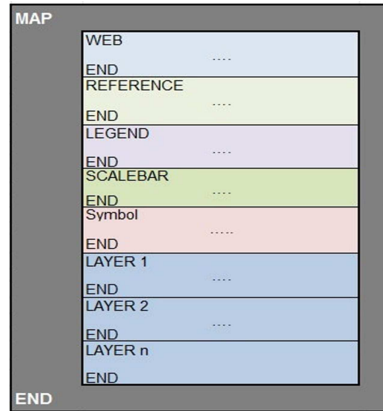 MAP
WEB
....
END
REFERENCE
....
END
LEGEND
....
END
SCALEBAR
....
END
Symbol
.....
END
LAYER 1
....
END
LAYER 2
....
END
LAYER n
END
END